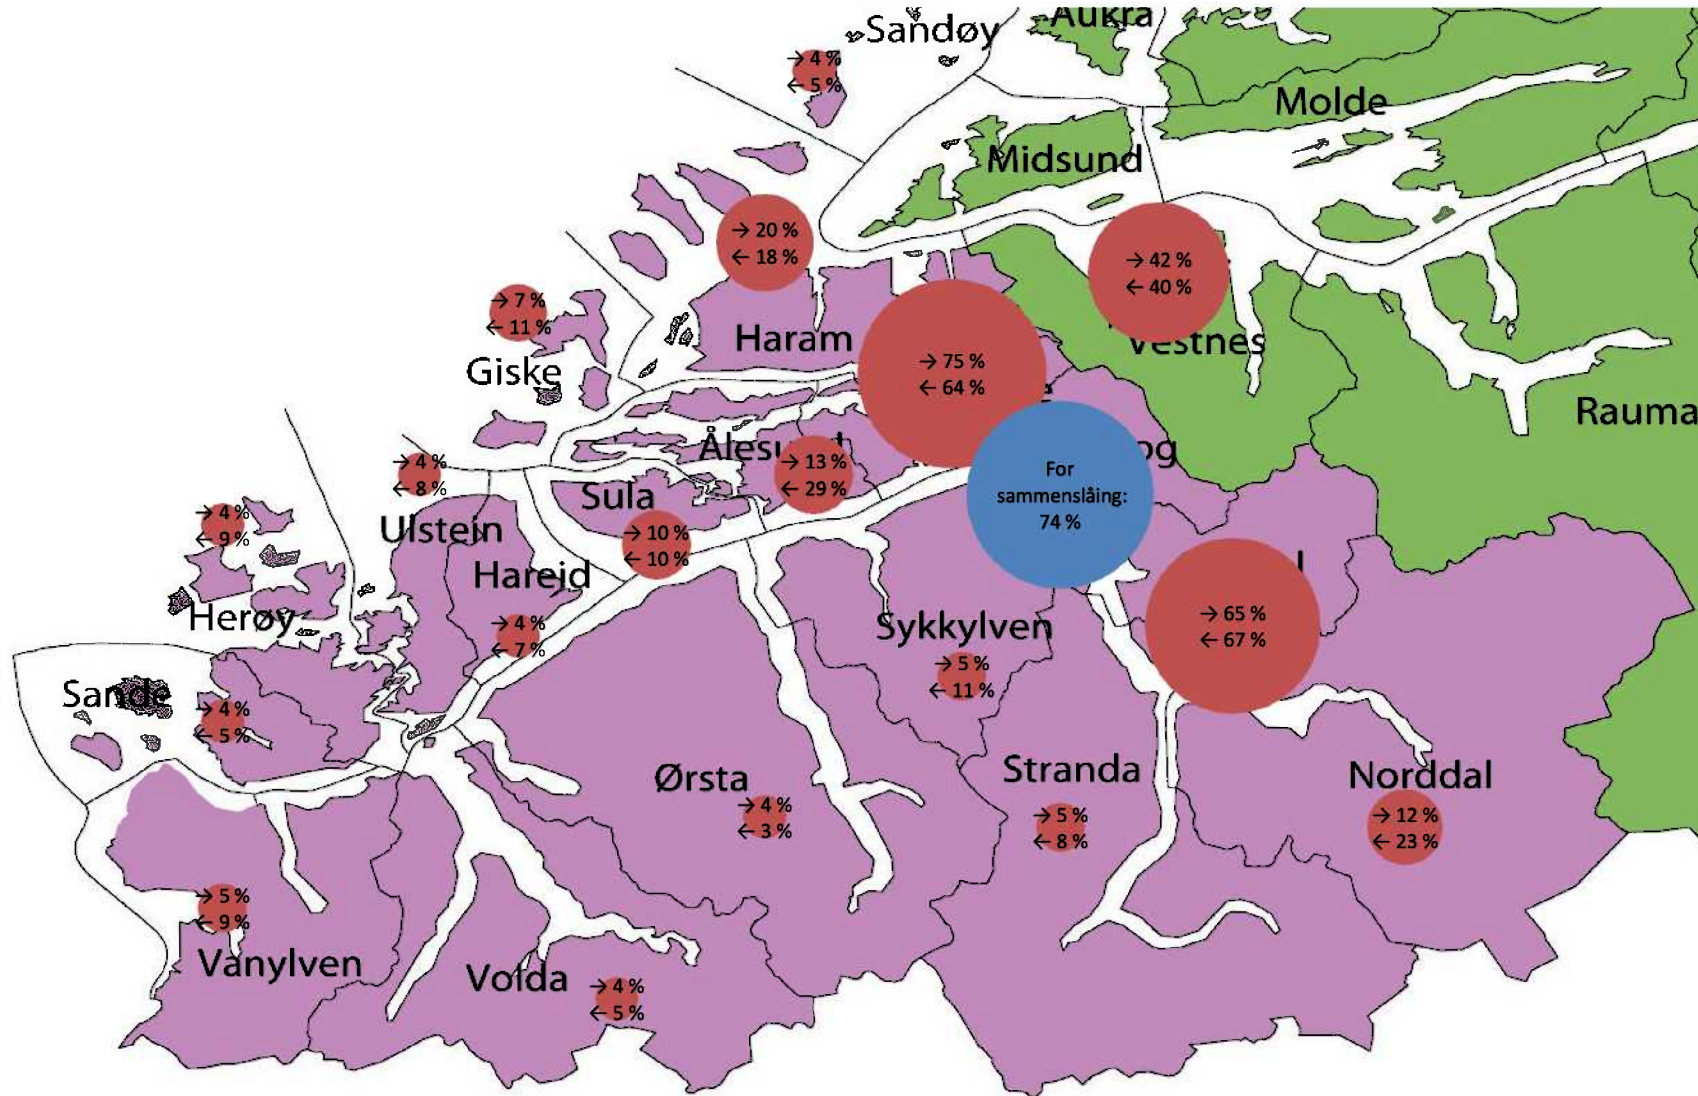 Sandøy
Aukra
→ 4 %
← 5 %
Molde
Midsund
→ 20 %
← 18 %
→ 42 %
← 40 %
→ 7 %
← 11 %
Haram
Vestnes
Giske
→ 75 %
← 64 %
Rauma
→ 4 %
← 8 %
→ 13 %
← 29 %
og
For
sammenslåing:
74 %
Sula
→ 4 %
← 9 %
Ulstein
→ 10 %
← 10 %
Hareid
Herøy
→ 4 %
← 7 %
Sykkylven
→ 65 %
← 67 %
→ 5 %
← 11 %
Sande
→ 4 %
← 5 %
Ørsta
→ 4 %
← 3 %
Stranda
→ 5 %
← 8 %
Norddal
→ 12 %
← 23 %
→ 5 %
← 9 %
Vanylven
Volda
→ 4 %
← 5 %